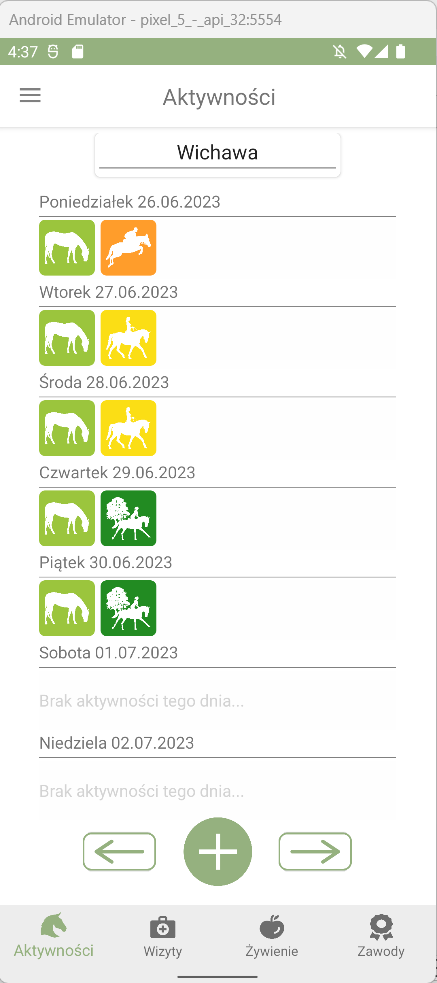 Android Emulator - pixel_5_-_api_32:5554
4:37
Aktywności
Wichawa
Poniedziałek 26.06.2023
Wtorek 27.06.2023
Środa 28.06.2023
Czwartek 29.06.2023
Piątek 30.06.2023
Sobota 01.07.2023
Brak aktywności tego dnia...
Niedziela 02.07.2023
Brak aktywności tego dnia...
Aktywności Wizyty Żywienie Zawody